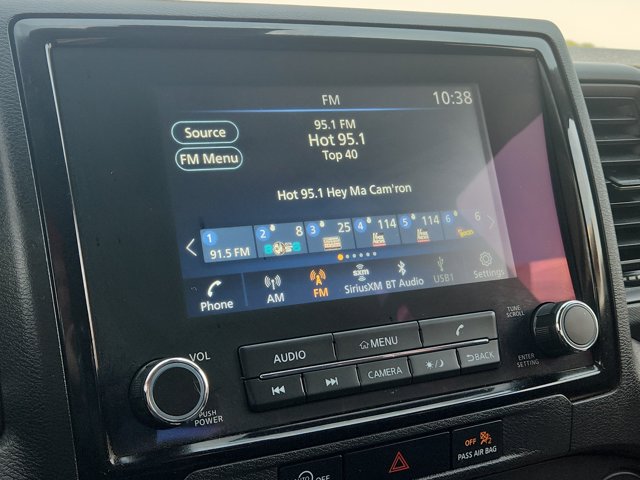 FM 10:38
95.1 FM
Source Hot 95.1
Top 40
FM Menu
Hot 95.1 Hey Ma Cam'ron
1 2 8 3 25 4 114 5 114 6 6
91.5 FM
Phone AM FM SiriusXM BT Audio USB1 Settings
sxm
VOL
PUSH POWER
AUDIO MENU
CAMERA BACK
TUNE·SCROLL
ENTER·SETTING
OFF
PASS AIR BAG
OFF